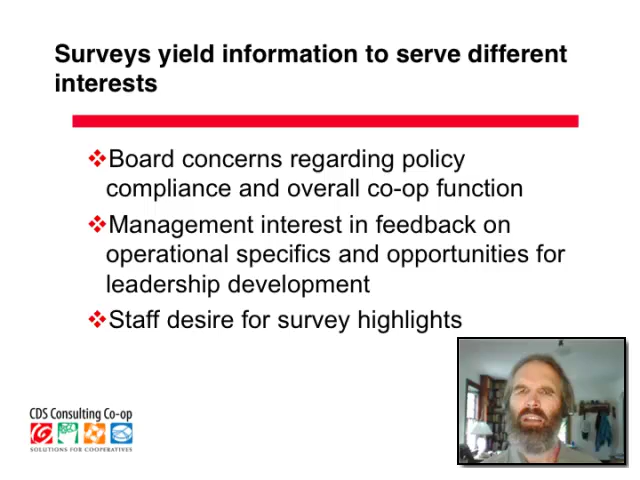 Surveys yield information to serve different
interests
Board concerns regarding policy
compliance and overall co-op function
Management interest in feedback on
operational specifics and opportunities for
leadership development
Staff desire for survey highlights
CDS Consulting Co-op
SOLUTIONS FOR COOPERATIVES